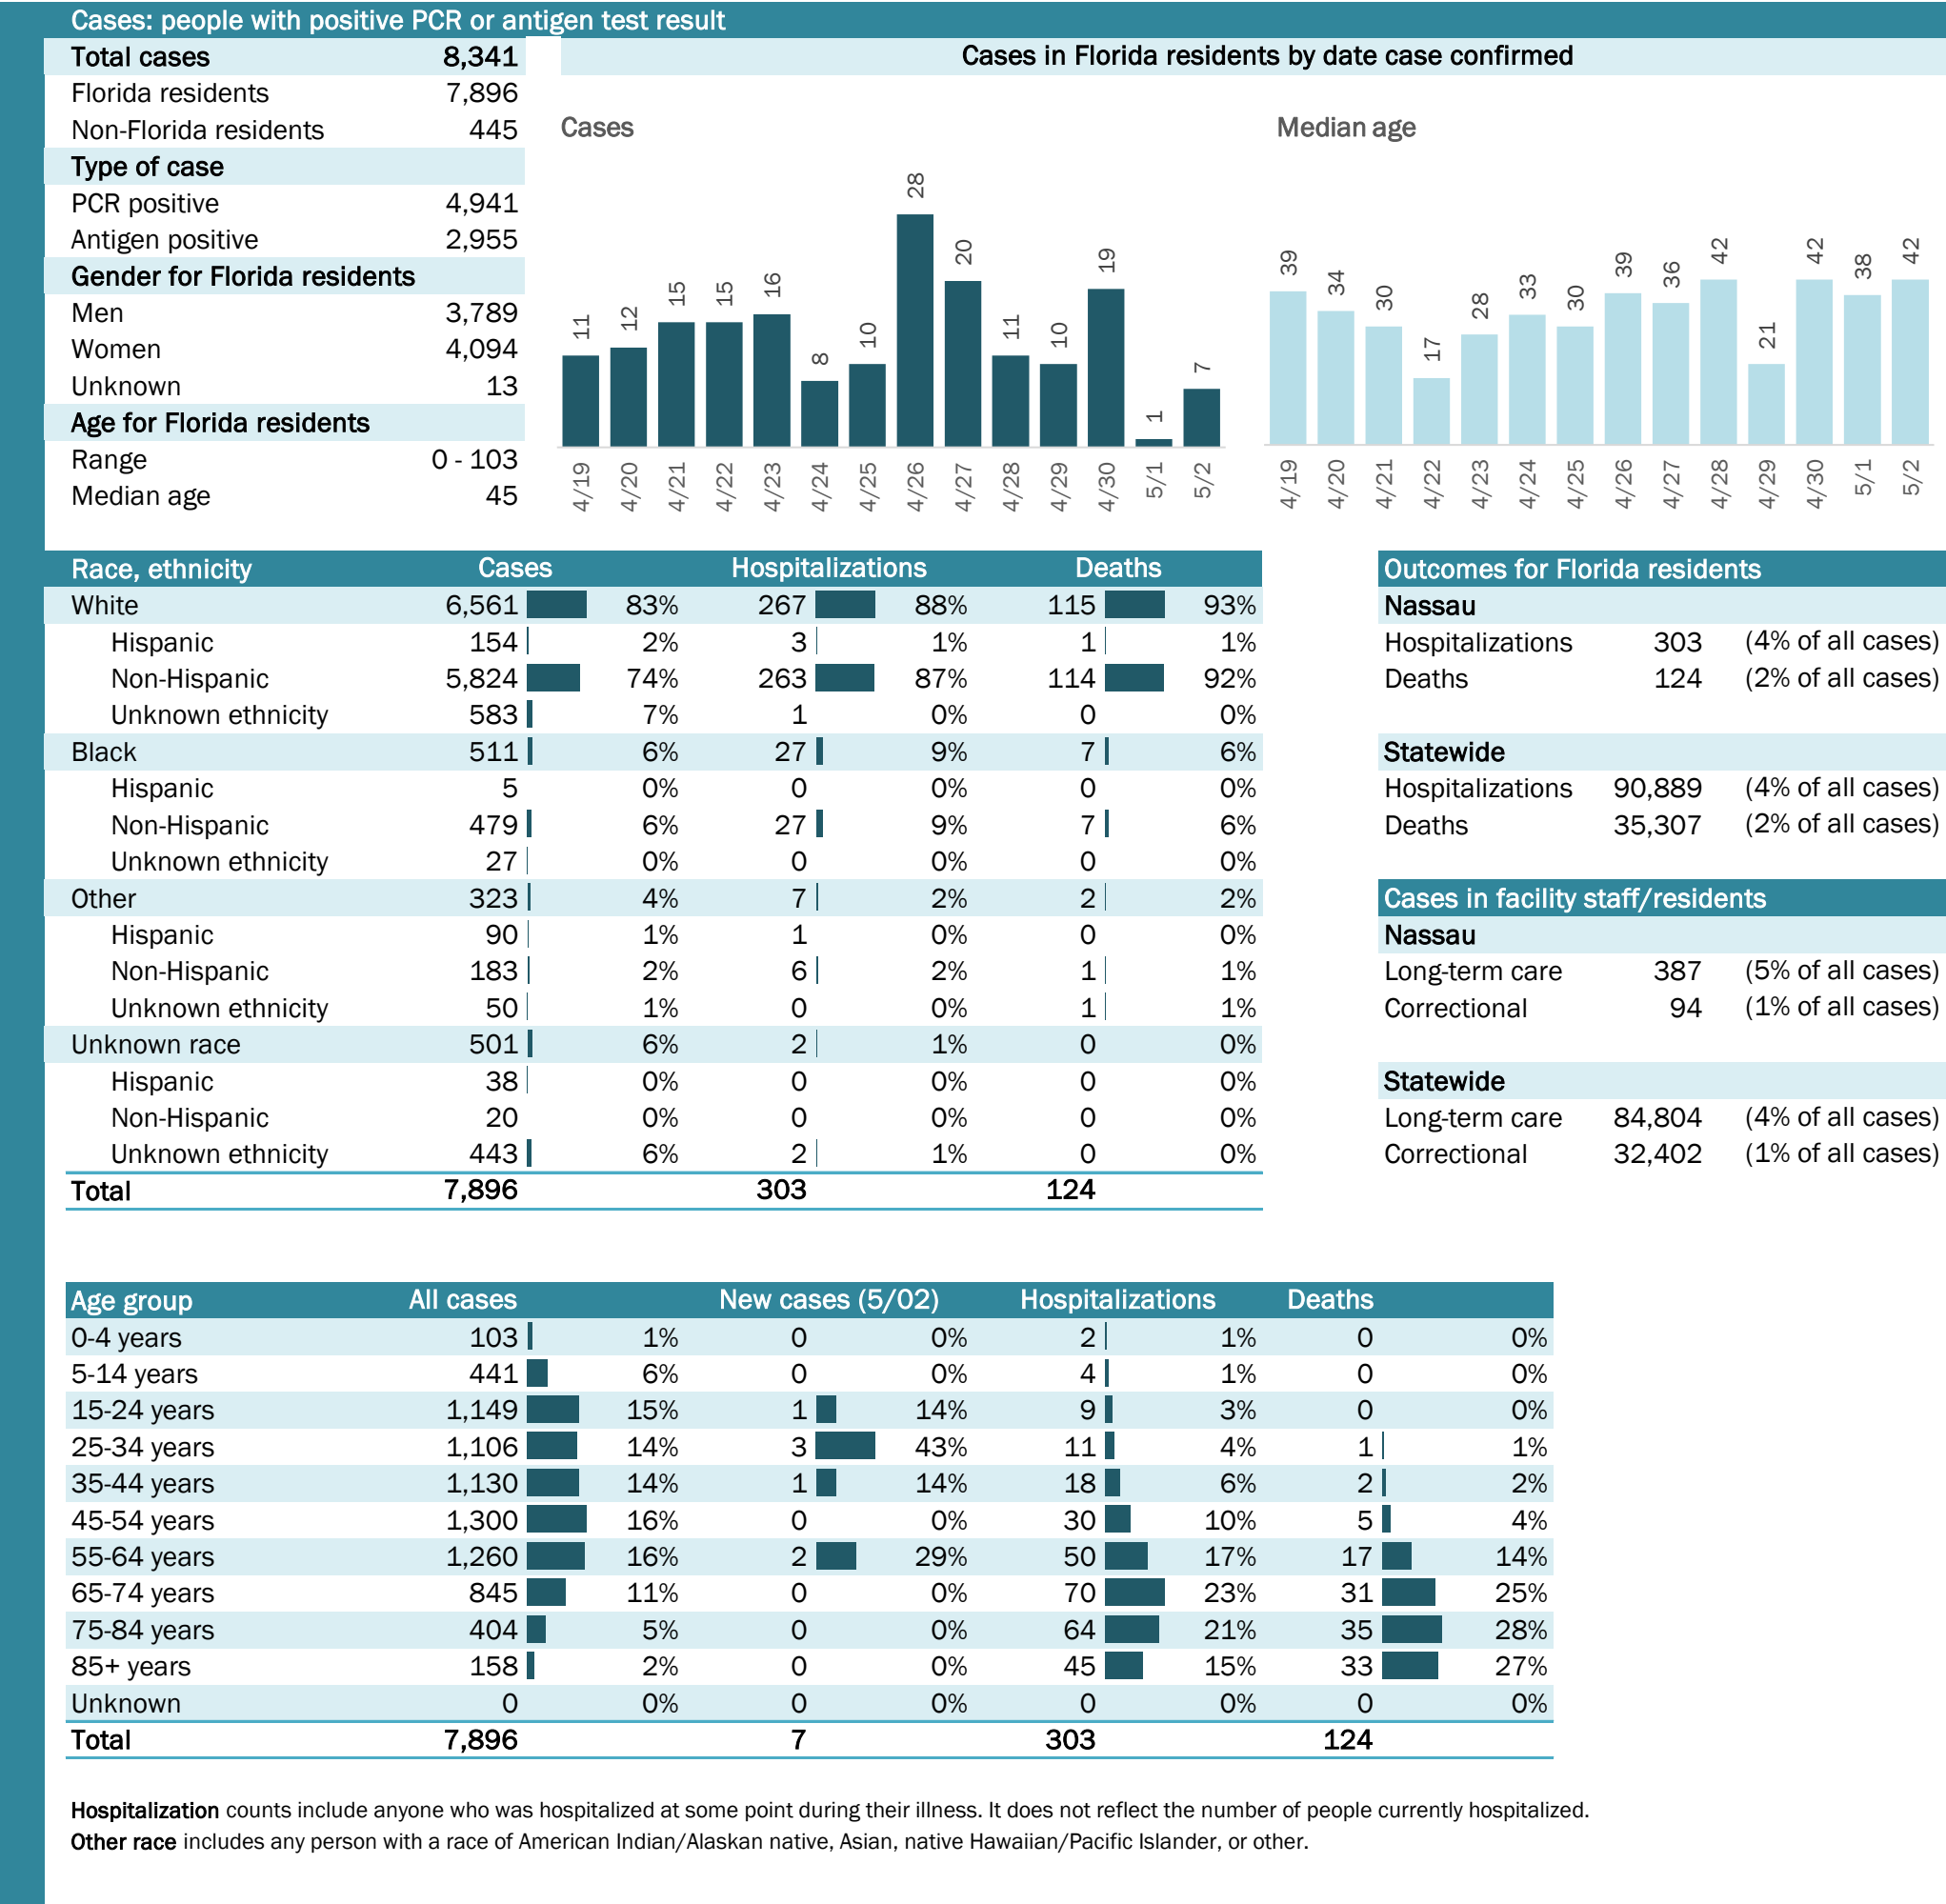 Cases: people with positive PCR or antigen test result
Total cases 8,341
Florida residents 7,896
Non-Florida residents 445
Type of case
PCR positive 4,941
Antigen positive 2,955
Gender for Florida residents
Men 3,789
Women 4,094
Unknown 13
Age for Florida residents
Range 0 - 103
Median age 45
Cases in Florida residents by date case confirmed
Cases
11 12 15 15 16 8 10 28 20 11 10 19 1 7
4/19 4/20 4/21 4/22 4/23 4/24 4/25 4/26 4/27 4/28 4/29 4/30 5/1 5/2
Median age
39 34 30 17 28 33 30 39 36 42 21 42 38 42
4/19 4/20 4/21 4/22 4/23 4/24 4/25 4/26 4/27 4/28 4/29 4/30 5/1 5/2
Race, ethnicity Cases Hospitalizations Deaths
White 6,561 83% 267 88% 115 93%
Hispanic 154 2% 3 1% 1 1%
Non-Hispanic 5,824 74% 263 87% 114 92%
Unknown ethnicity 583 7% 1 0% 0 0%
Black 511 6% 27 9% 7 6%
Hispanic 5 0% 0 0% 0 0%
Non-Hispanic 479 6% 27 9% 7 6%
Unknown ethnicity 27 0% 0 0% 0 0%
Other 323 4% 7 2% 2 2%
Hispanic 90 1% 1 0% 0 0%
Non-Hispanic 183 2% 6 2% 1 1%
Unknown ethnicity 50 1% 0 0% 1 1%
Unknown race 501 6% 2 1% 0 0%
Hispanic 38 0% 0 0% 0 0%
Non-Hispanic 20 0% 0 0% 0 0%
Unknown ethnicity 443 6% 2 1% 0 0%
Total 7,896 303 124
Outcomes for Florida residents
Nassau
Hospitalizations 303 (4% of all cases)
Deaths 124 (2% of all cases)
Statewide
Hospitalizations 90,889 (4% of all cases)
Deaths 35,307 (2% of all cases)
Cases in facility staff/residents
Nassau
Long-term care 387 (5% of all cases)
Correctional 94 (1% of all cases)
Statewide
Long-term care 84,804 (4% of all cases)
Correctional 32,402 (1% of all cases)
Age group All cases New cases (5/02) Hospitalizations Deaths
0-4 years 103 1% 0 0% 2 1% 0 0%
5-14 years 441 6% 0 0% 4 1% 0 0%
15-24 years 1,149 15% 1 14% 9 3% 0 0%
25-34 years 1,106 14% 3 43% 11 4% 1 1%
35-44 years 1,130 14% 1 14% 18 6% 2 2%
45-54 years 1,300 16% 0 0% 30 10% 5 4%
55-64 years 1,260 16% 2 29% 50 17% 17 14%
65-74 years 845 11% 0 0% 70 23% 31 25%
75-84 years 404 5% 0 0% 64 21% 35 28%
85+ years 158 2% 0 0% 45 15% 33 27%
Unknown 0 0% 0 0% 0 0% 0 0%
Total 7,896 7 303 124
Hospitalization counts include anyone who was hospitalized at some point during their illness. It does not reflect the number of people currently hospitalized.
Other race includes any person with a race of American Indian/Alaskan native, Asian, native Hawaiian/Pacific Islander, or other.